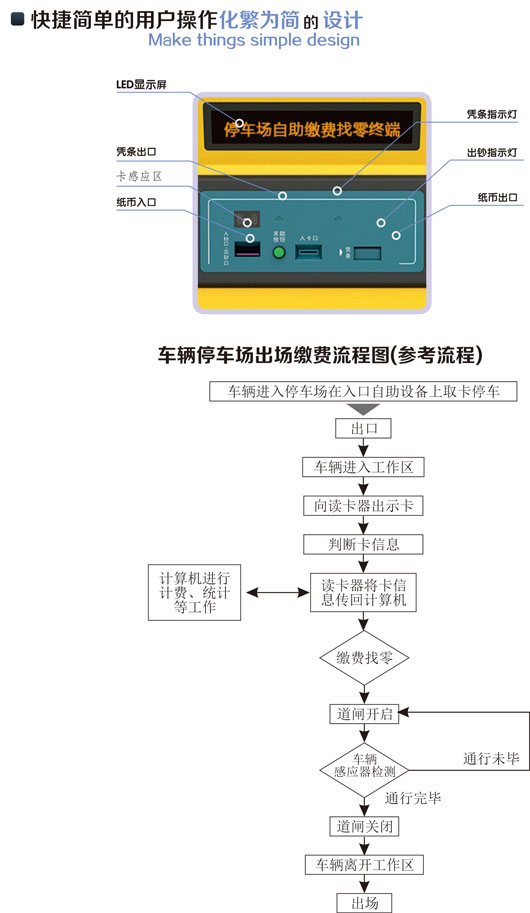 快捷简单的用户操作化繁为简的设计
Make things simple design
LED显示屏
凭条出口
卡感应区
纸币入口
停车场自助缴费找零终端
凭条指示灯
出钞指示灯
纸币出口
求助
按钮
入卡口
车辆停车场出场缴费流程图(参考流程)
车辆进入停车场在入口自助设备上取卡停车
出口
车辆进入工作区
向读卡器出示卡
判断卡信息
计算机进行
计费、统计
等工作
读卡器将卡信
息传回计算机
缴费找零
道闸开启
车辆
感应器检测
通行未毕
通行完毕
道闸关闭
车辆离开工作区
出场